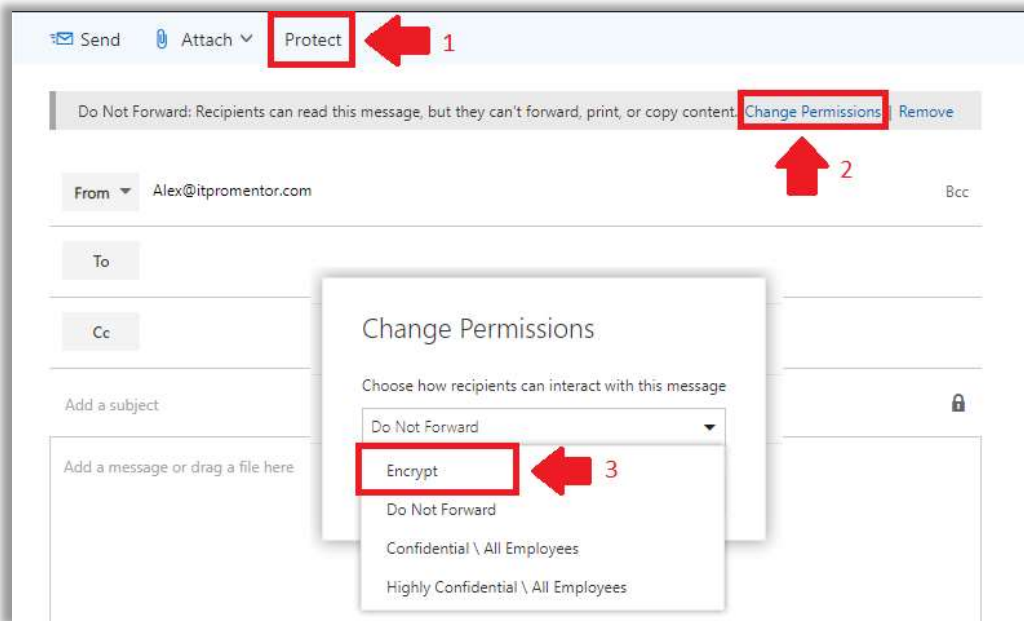 Send Attach Protect 1
Do Not Forward: Recipients can read this message, but they can't forward, print, or copy content. Change Permissions | Remove
2
From Alex@itpromentor.com Bcc
To
Cc
Change Permissions
Choose how recipients can interact with this message
Add a subject
Do Not Forward
Add a message or drag a file here
Encrypt 3
Do Not Forward
Confidential \ All Employees
Highly Confidential \ All Employees